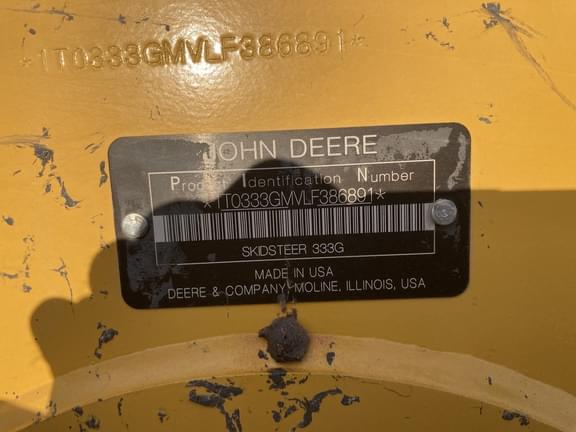 *1T0333GMVLF386891*
JOHN DEERE
Product Identification Number
*1T0333GMVLF386891*
SKIDSTEER 333G
MADE IN USA
DEERE & COMPANY MOLINE, ILLINOIS, USA